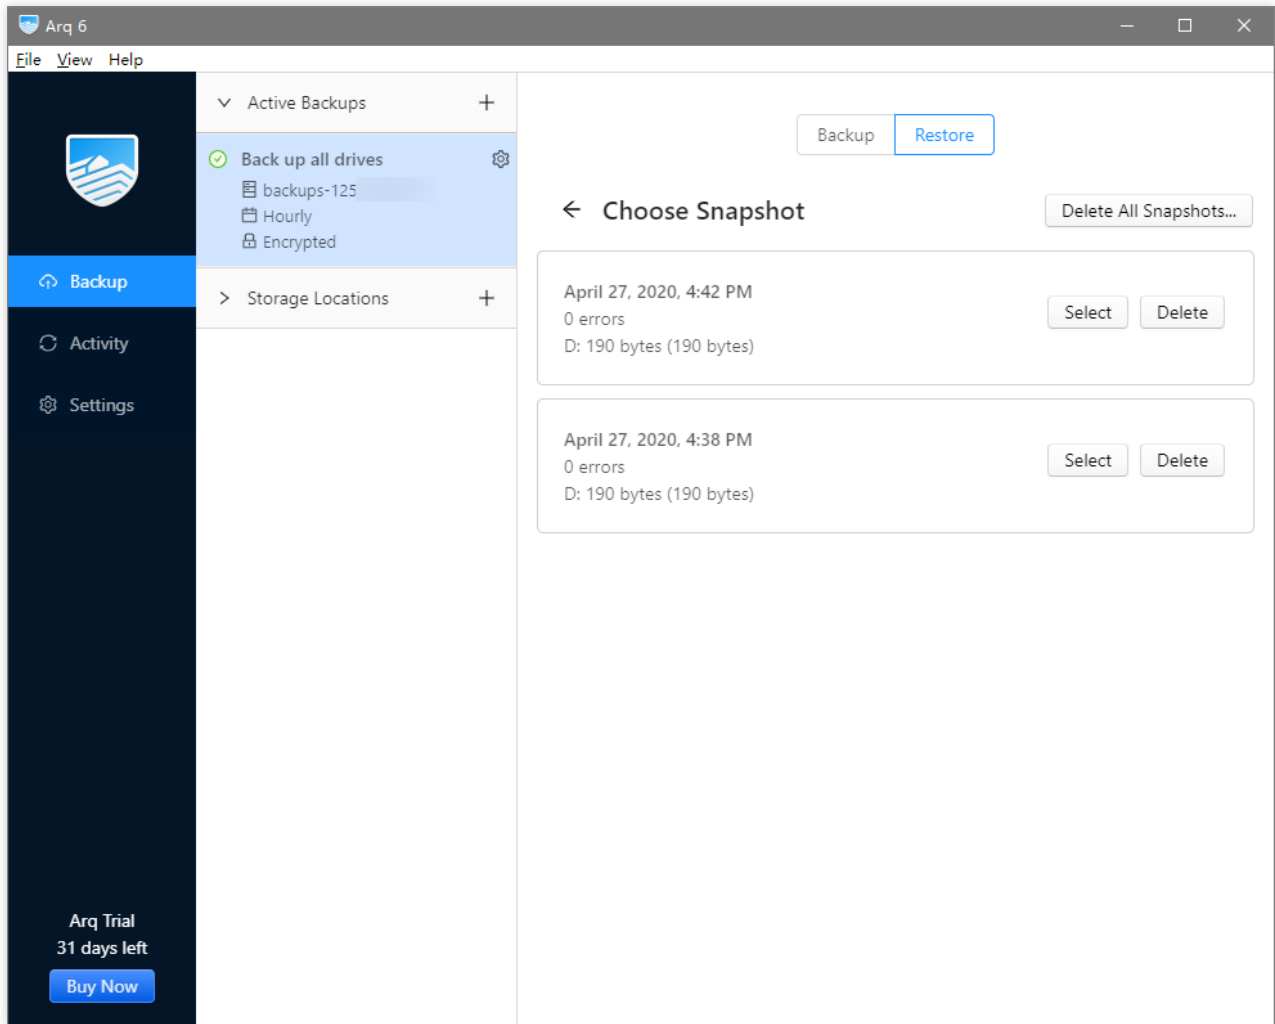 Arq 6
File View Help
Active Backups
Back up all drives
backups-125
Hourly
Encrypted
Storage Locations
Backup
Activity
Settings
Arq Trial
31 days left
Buy Now
Backup Restore
Choose Snapshot
Delete All Snapshots...
April 27, 2020, 4:42 PM
0 errors
D: 190 bytes (190 bytes)
Select Delete
April 27, 2020, 4:38 PM
0 errors
D: 190 bytes (190 bytes)
Select Delete